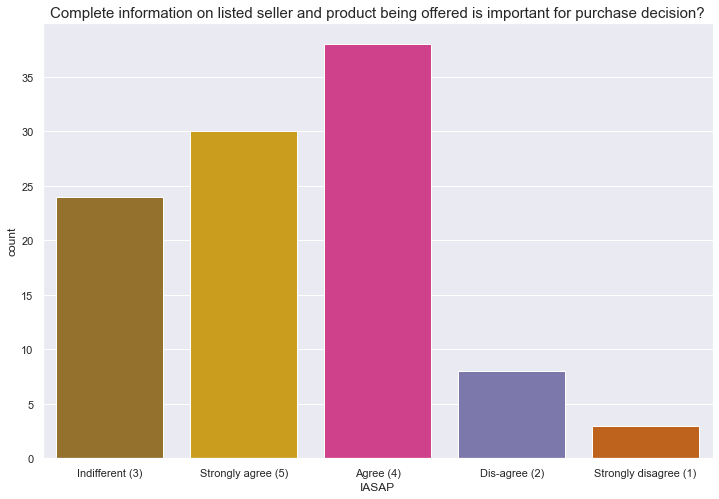 Complete information on listed seller and product being offered is important for purchase decision?
35
30
25
20
15
10
5
0
count
Indifferent (3)
Strongly agree (5)
Agree (4)
Dis-agree (2)
Strongly disagree (1)
IASAP